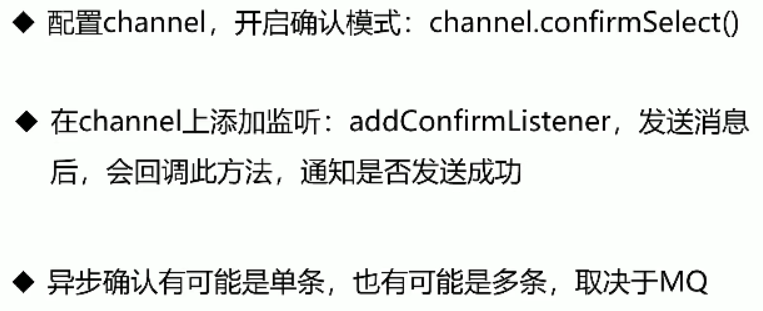 ◆ 配置channel，开启确认模式：channel.confirmSelect()
◆ 在channel上添加监听：addConfirmListener，发送消息
后，会回调此方法，通知是否发送成功
◆ 异步确认有可能是单条，也有可能是多条，取决于MQ